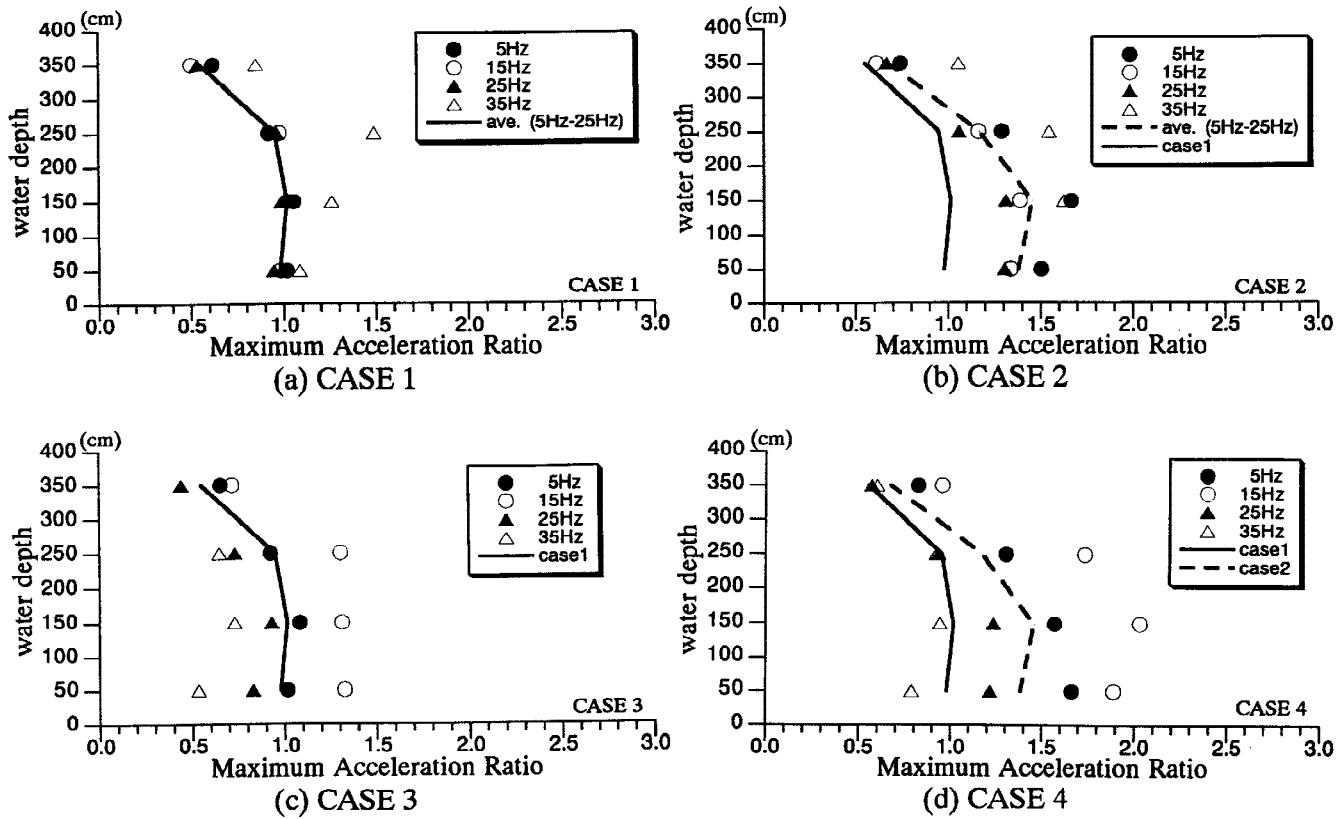 (cm)
400
350
300
250
200
150
100
50
0
water depth
5Hz
15Hz
25Hz
35Hz
ave. (5Hz-25Hz)
CASE 1
0.0 0.5 1.0 1.5 2.0 2.5 3.0
Maximum Acceleration Ratio
(a) CASE 1
(cm)
400
350
300
250
200
150
100
50
0
water depth
5Hz
15Hz
25Hz
35Hz
ave. (5Hz-25Hz)
case1
CASE 2
0.0 0.5 1.0 1.5 2.0 2.5 3.0
Maximum Acceleration Ratio
(b) CASE 2
(cm)
400
350
300
250
200
150
100
50
0
water depth
5Hz
15Hz
25Hz
35Hz
case1
CASE 3
0.0 0.5 1.0 1.5 2.0 2.5 3.0
Maximum Acceleration Ratio
(c) CASE 3
(cm)
400
350
300
250
200
150
100
50
0
water depth
5Hz
15Hz
25Hz
35Hz
case1
case2
CASE 4
0.0 0.5 1.0 1.5 2.0 2.5 3.0
Maximum Acceleration Ratio
(d) CASE 4